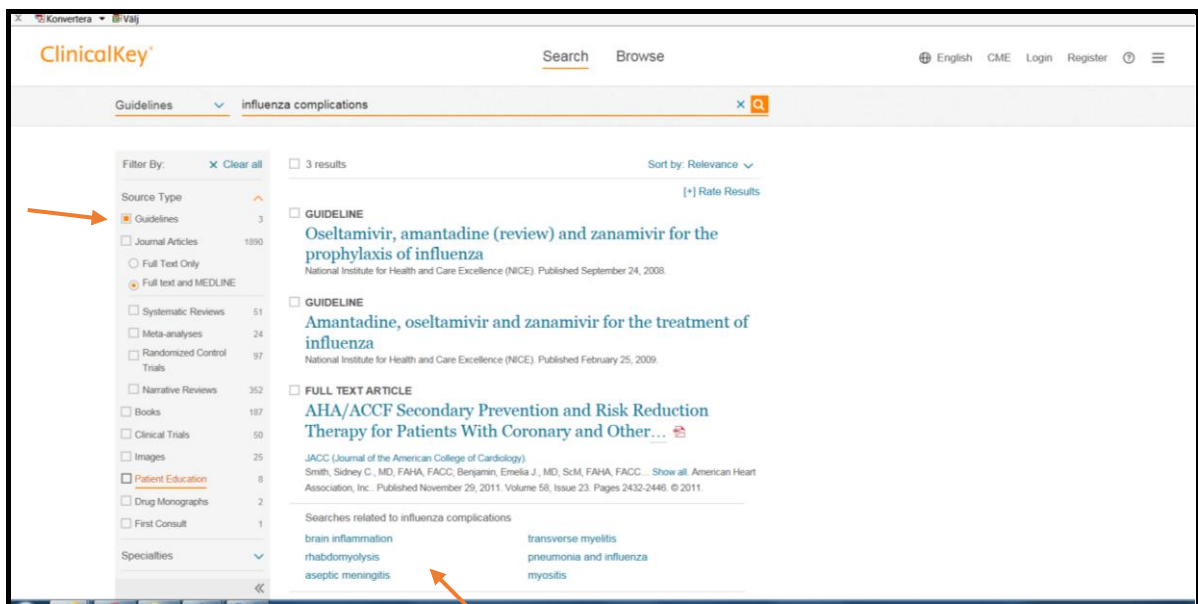 X Konvertera Välj
ClinicalKey
Search Browse
English CME Login Register ?
Guidelines influenza complications
Filter By: × Clear all
Source Type
Guidelines 3
Journal Articles 1890
Full Text Only
Full text and MEDLINE
Systematic Reviews 51
Meta-analyses 24
Randomized Control
Trials 97
Narrative Reviews 352
Books 187
Clinical Trials 50
Images 25
Patient Education 8
Drug Monographs 2
First Consult 1
Specialties
3 results Sort by: Relevance
[+] Rate Results
GUIDELINE
Oseltamivir, amantadine (review) and zanamivir for the
prophylaxis of influenza
National Institute for Health and Care Excellence (NICE). Published September 24, 2008.
GUIDELINE
Amantadine, oseltamivir and zanamivir for the treatment of
influenza
National Institute for Health and Care Excellence (NICE). Published February 25, 2009.
FULL TEXT ARTICLE
AHA/ACCF Secondary Prevention and Risk Reduction
Therapy for Patients With Coronary and Other...
JACC (Journal of the American College of Cardiology).
Smith, Sidney C., MD, FAHA, FACC; Benjamin, Emelia J., MD, ScM, FAHA, FACC... Show all. American Heart
Association, Inc.. Published November 29, 2011. Volume 58, Issue 23. Pages 2432-2446. © 2011.
Searches related to influenza complications
brain inflammation transverse myelitis
rhabdomyolysis pneumonia and influenza
aseptic meningitis myositis